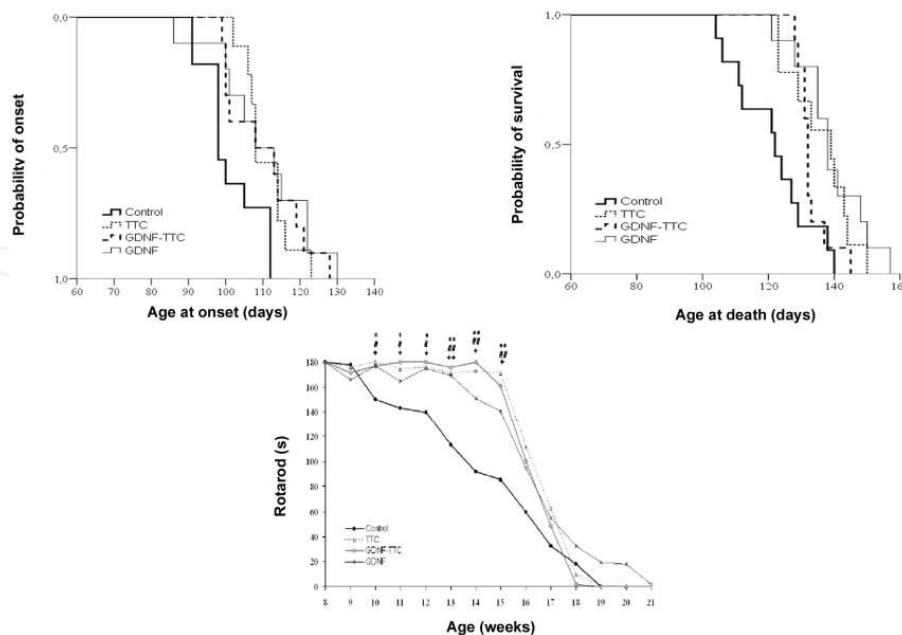 Probability of onset
0,0
0,5
1,0
Control
TTC
GDNF-TTC
GDNF
60 70 80 90 100 110 120 130 140
Age at onset (days)
Probability of survival
1,0
0,5
0,0
Control
TTC
GDNF-TTC
GDNF
60 80 100 120 140 16
Age at death (days)
Rotarod (s)
180
160
140
120
100
80
60
40
20
0
Control
TTC
GDNF-TTC
GDNF
8 9 10 11 12 13 14 15 16 17 18 19 20 21
Age (weeks)